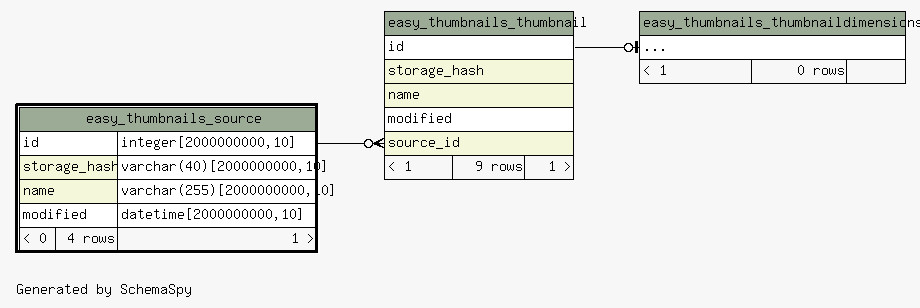 easy_thumbnails_thumbnail
id
storage_hash
name
modified
source_id
< 1 9 rows 1 >
easy_thumbnails_thumbnaildimensions
...
< 1 0 rows
easy_thumbnails_source
id integer[2000000000,10]
storage_hash varchar(40)[2000000000,10]
name varchar(255)[2000000000,10]
modified datetime[2000000000,10]
< 0 4 rows 1 >
Generated by SchemaSpy